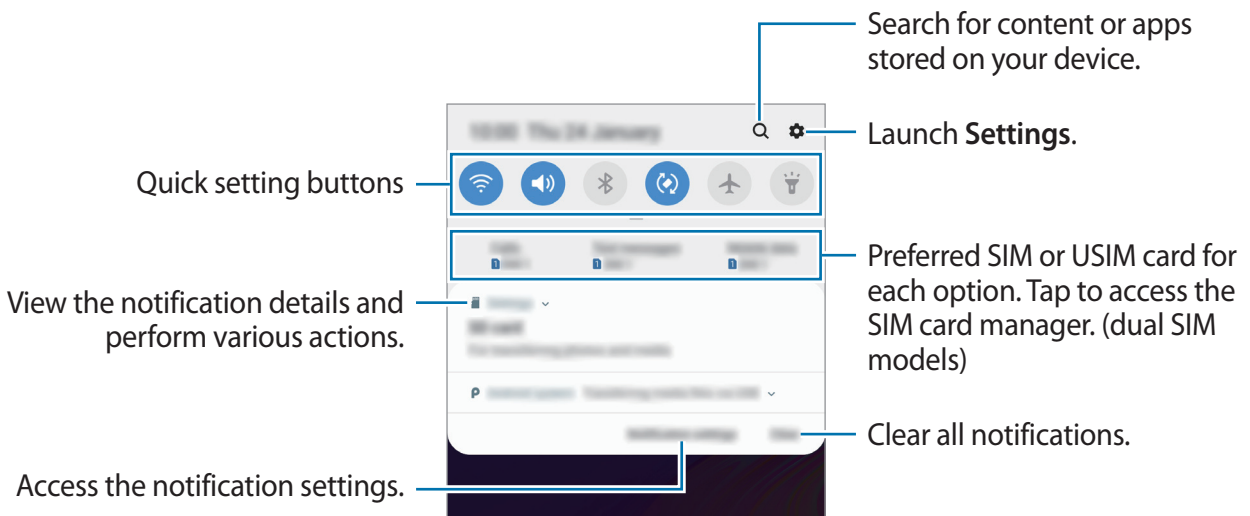 Search for content or apps
stored on your device.
Launch Settings.
Quick setting buttons
Preferred SIM or USIM card for
each option. Tap to access the
SIM card manager. (dual SIM
models)
View the notification details and
perform various actions.
Clear all notifications.
Access the notification settings.